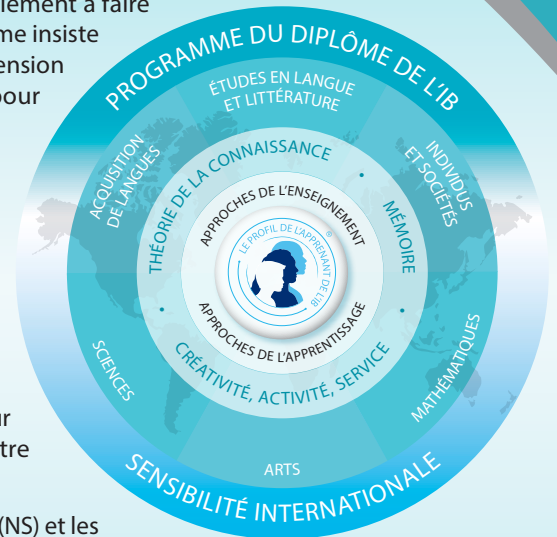 lement à faire
me insiste
ension
pour
PROGRAMME DU DIPLÔME DE L'IB
ÉTUDES EN LANGUE
ET LITTÉRATURE
ACQUISITION
DE LANGUES
INDIVIDUS
ET SOCIÉTÉS
THÉORIE DE LA CONNAISSANCE
MÉMOIRE
APPROCHES DE L'ENSEIGNEMENT
LE PROFIL DE L'APPRENANT DE L'IB ®
APPROCHES DE L'APPRENTISSAGE
CRÉATIVITÉ, ACTIVITÉ, SERVICE
SCIENCES
MATHÉMATIQUES
ARTS
SENSIBILITÉ INTERNATIONALE
ur
tre
(NS) et les